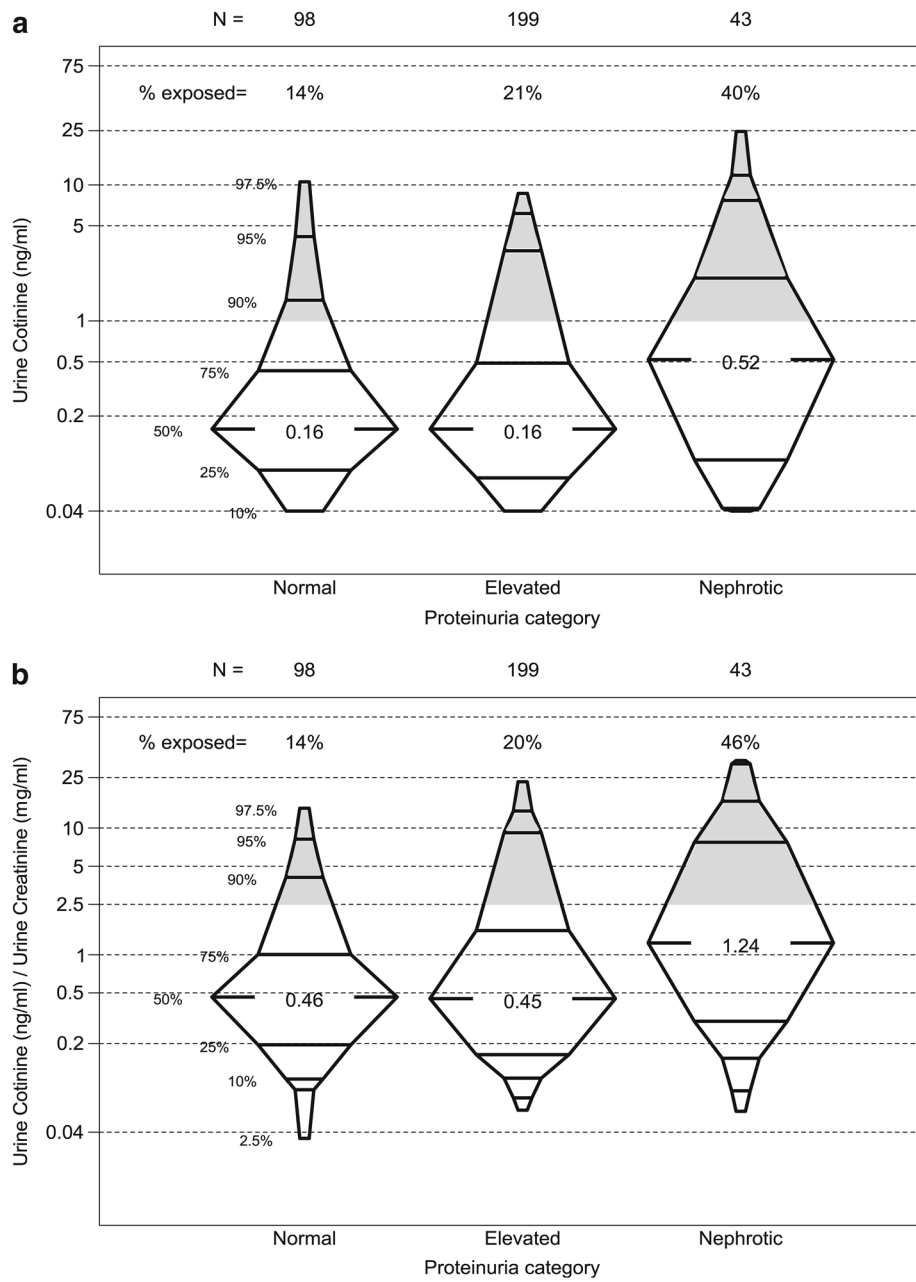 a
N = 98 199 43
75
% exposed= 14% 21% 40%
25
97.5%
10
95%
5
90%
1
0.5
0.52
75%
0.2
50% 0.16 0.16
25%
0.04
10%
Urine Cotinine (ng/ml)
Normal Elevated Nephrotic
Proteinuria category
b
N = 98 199 43
75
% exposed= 14% 20% 46%
25
97.5%
10
95%
5
90%
2.5
1
75%
1.24
0.5
50% 0.46 0.45
0.2
25%
10%
0.04
2.5%
Urine Cotinine (ng/ml) / Urine Creatinine (mg/ml)
Normal Elevated Nephrotic
Proteinuria category